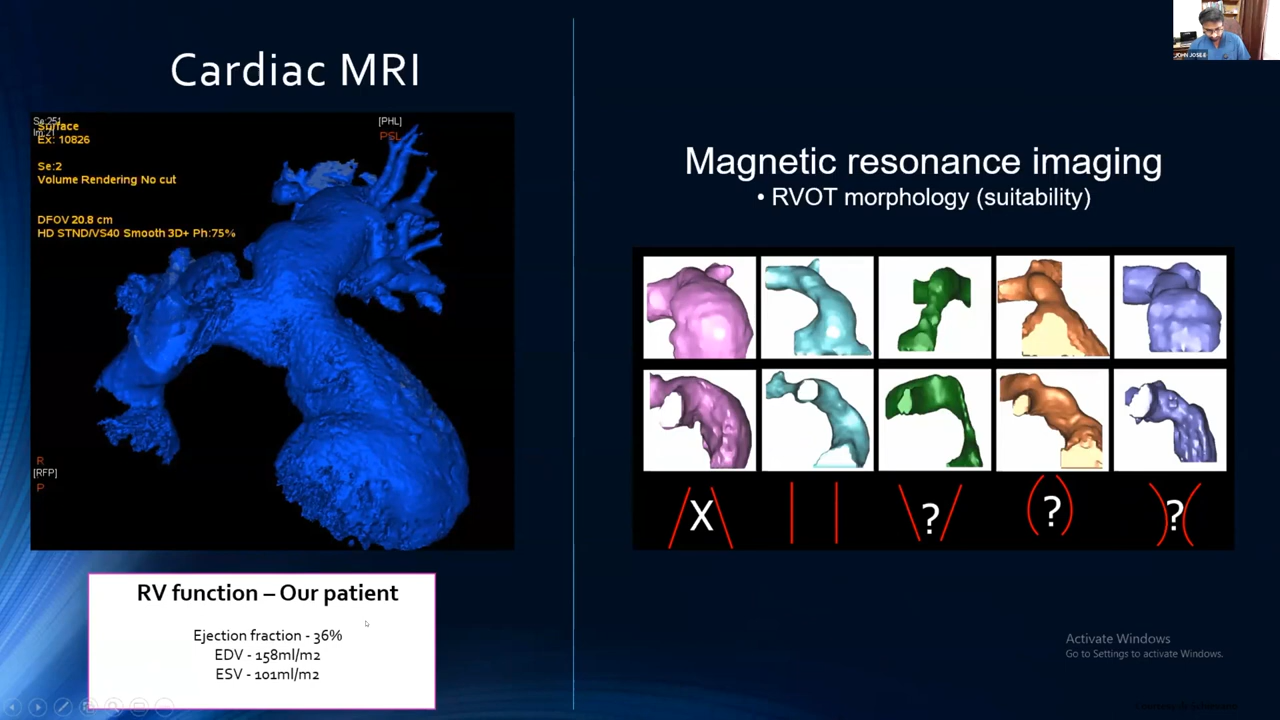 Cardiac MRI
Surface
Ex: 10826
Se:2
Volume Rendering No cut
DFOV 20.8 cm
HD STND/VS40 Smooth 3D+ Ph:75%
[PHL]
PSL
R
[RFP]
P
RV function – Our patient
Ejection fraction - 36%
EDV - 158ml/m2
ESV - 101ml/m2
Magnetic resonance imaging
• RVOT morphology (suitability)
X
?
?
?
JOHN JOSE
Activate Windows
Go to Settings to activate Windows.